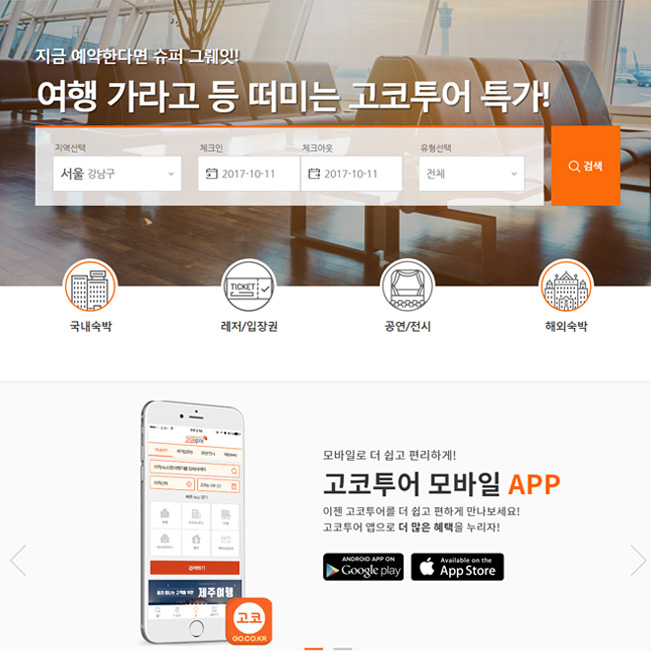 지금 예약한다면 슈퍼 그뤠잇!
여행 가라고 등 떠미는 고코투어 특가!
지역선택
체크인
체크아웃
유형선택
서울 강남구
2017-10-11
2017-10-11
전체
검색
TICKET
국내숙박
레저/입장권
공연/전시
해외숙박
모바일로 더 쉽고 편리하게!
고코투어 모바일 APP
이젠 고코투어를 더 쉽고 편하게 만나보세요!
고코투어 앱으로 더 많은 혜택을 누리자!
ANDROID APP ON
Google play
Available on the
App Store
고코투어
제주여행
고코
GO.CO.KR